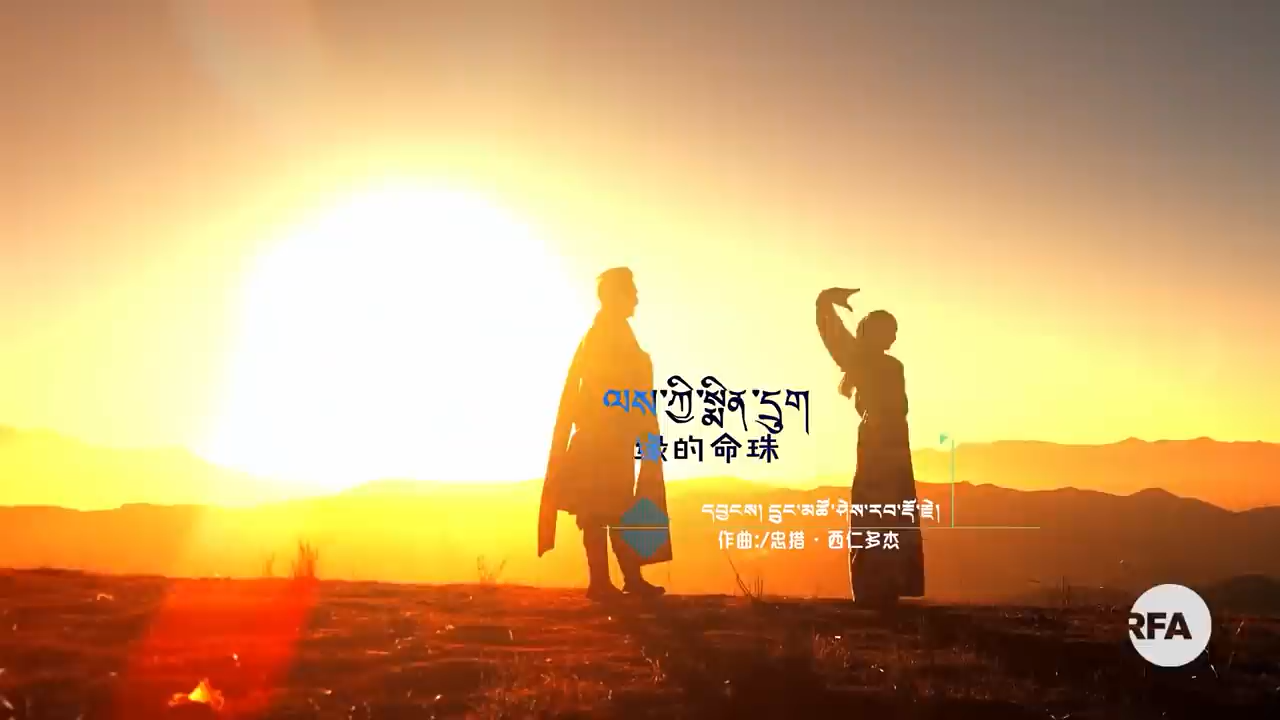 ལས་ཀྱི་སྨིན་དྲུག
缘的命珠
དབྱངས། དུང་མཚོ་ཤེས་རབ་རྡོ་རྗེ།
作曲:/忠措·西仁多杰
RFA